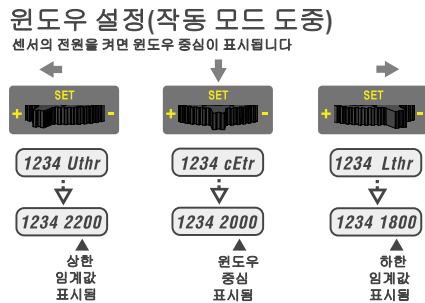 윈도우 설정(작동 모드 도중)
센서의 전원을 켜면 윈도우 중심이 표시됩니다
SET SET SET
+ - + - + -
1234 Uthr 1234 cEtr 1234 Lthr
1234 2200 1234 2000 1234 1800
상한 윈도우 하한
임계값 중심 임계값
표시됨 표시됨 표시됨